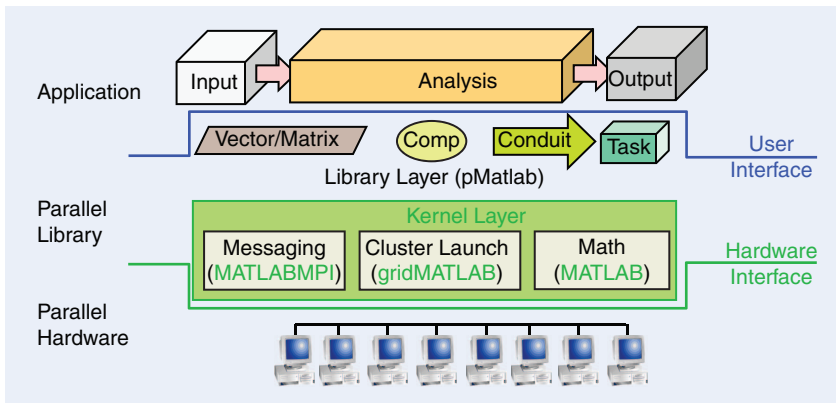 Application
Input
Analysis
Output
Vector/Matrix
Comp
Conduit
Task
Library Layer (pMatlab)
User
Interface
Parallel
Library
Kernel Layer
Messaging
(MATLABMPI)
Cluster Launch
(gridMATLAB)
Math
(MATLAB)
Hardware
Interface
Parallel
Hardware